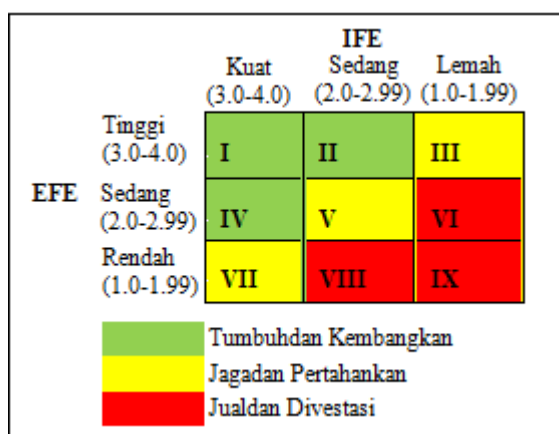 IFE
Kuat Sedang Lemah
(3.0-4.0) (2.0-2.99) (1.0-1.99)
Tinggi
(3.0-4.0)
I II III
EFE
Sedang
(2.0-2.99)
IV V VI
Rendah
(1.0-1.99)
VII VIII IX
Tumbuhdan Kembangkan
Jagadan Pertahankan
Jualdan Divestasi